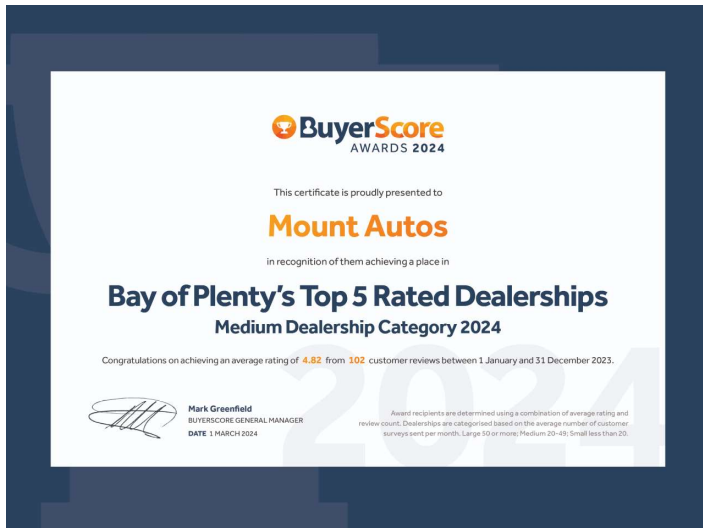 BuyerScore
AWARDS 2024
This certificate is proudly presented to
Mount Autos
in recognition of them achieving a place in
Bay of Plenty's Top 5 Rated Dealerships
Medium Dealership Category 2024
Congratulations on achieving an average rating of 4.82 from 102 customer reviews between 1 January and 31 December 2023.
Mark Greenfield
BUYERSCORE GENERAL MANAGER
DATE 1 MARCH 2024
Award recipients are determined using a combination of average rating and
review count. Dealerships are categorised based on the average number of customer
surveys sent per month. Large 50 or more; Medium 20-49; Small less than 20.
2024